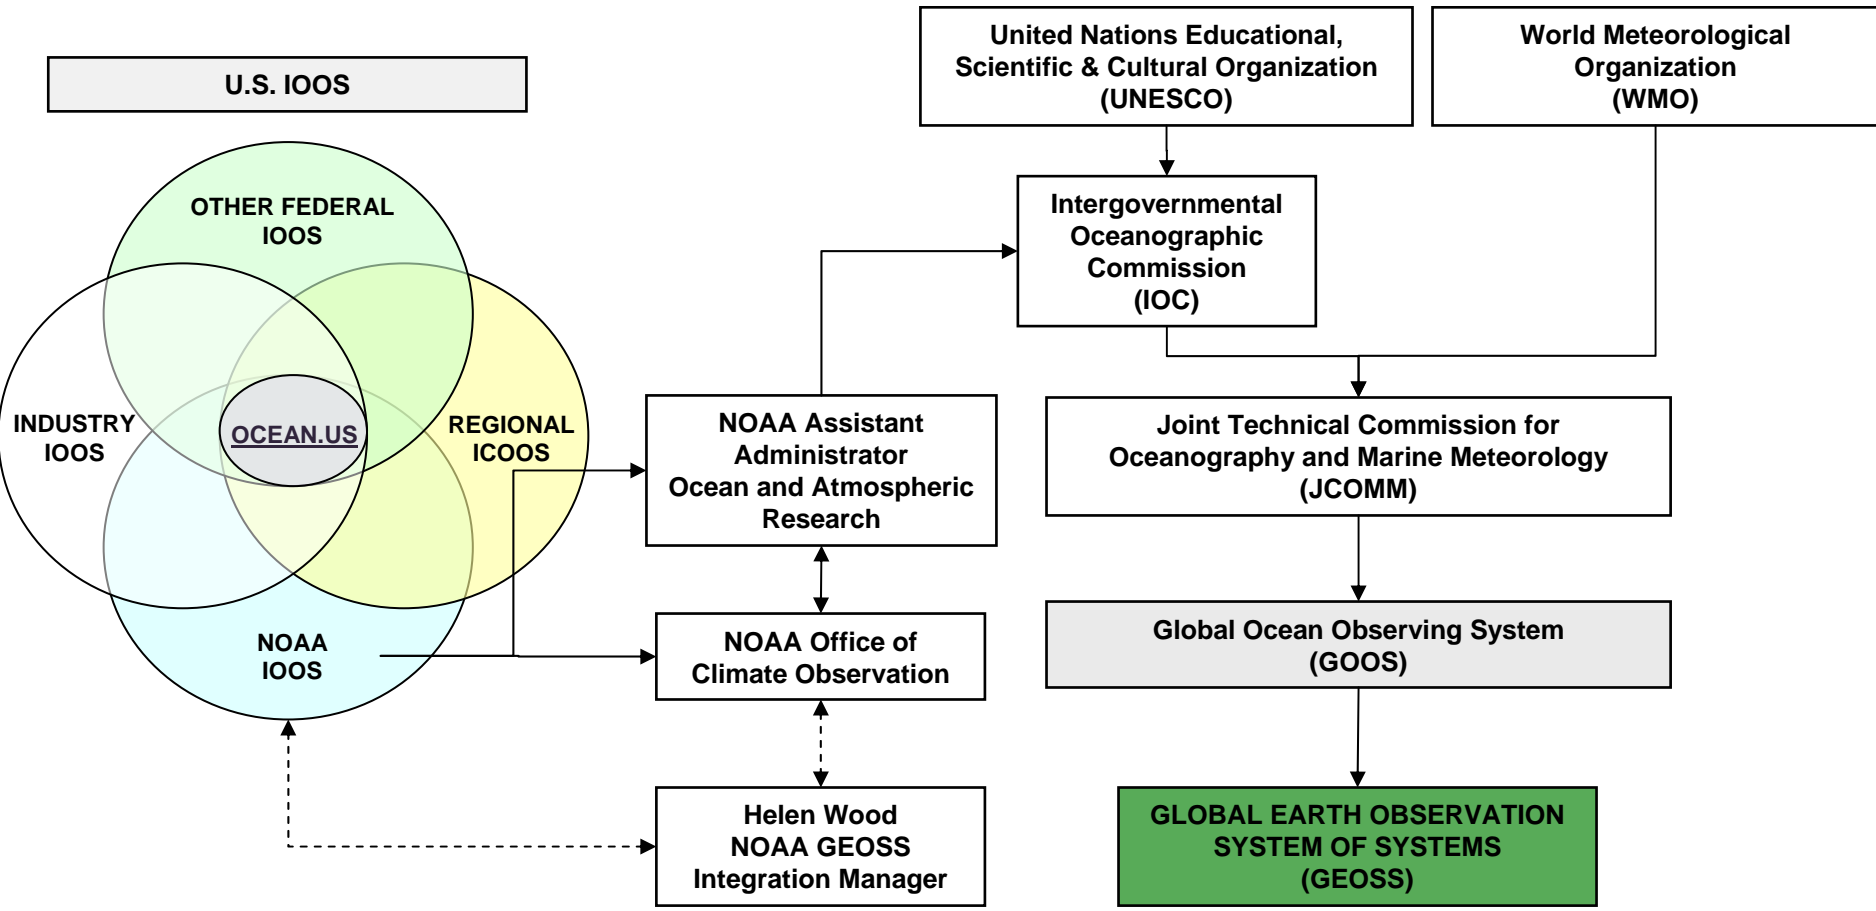 U.S. IOOS
OTHER FEDERAL
IOOS
INDUSTRY
IOOS
OCEAN.US
REGIONAL
ICOOS
NOAA
IOOS
NOAA Assistant
Administrator
Ocean and Atmospheric
Research
NOAA Office of
Climate Observation
Helen Wood
NOAA GEOSS
Integration Manager
United Nations Educational,
Scientific & Cultural Organization
(UNESCO)
World Meteorological
Organization
(WMO)
Intergovernmental
Oceanographic
Commission
(IOC)
Joint Technical Commission for
Oceanography and Marine Meteorology
(JCOMM)
Global Ocean Observing System
(GOOS)
GLOBAL EARTH OBSERVATION
SYSTEM OF SYSTEMS
(GEOSS)